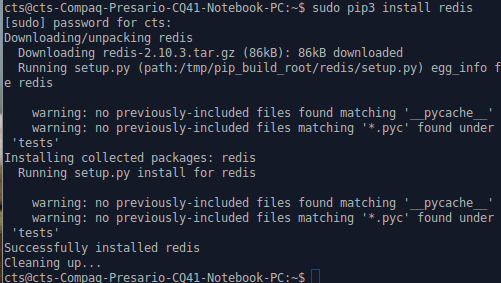 cts@cts-Compaq-Presario-CQ41-Notebook-PC:~$ sudo pip3 install redis
[sudo] password for cts:
Downloading/unpacking redis
  Downloading redis-2.10.3.tar.gz (86kB): 86kB downloaded
  Running setup.py (path:/tmp/pip_build_root/redis/setup.py) egg_info f
e redis

    warning: no previously-included files found matching '__pycache__'
    warning: no previously-included files matching '*.pyc' found under
 'tests'
Installing collected packages: redis
  Running setup.py install for redis

    warning: no previously-included files found matching '__pycache__'
    warning: no previously-included files matching '*.pyc' found under
 'tests'
Successfully installed redis
Cleaning up...
cts@cts-Compaq-Presario-CQ41-Notebook-PC:~$